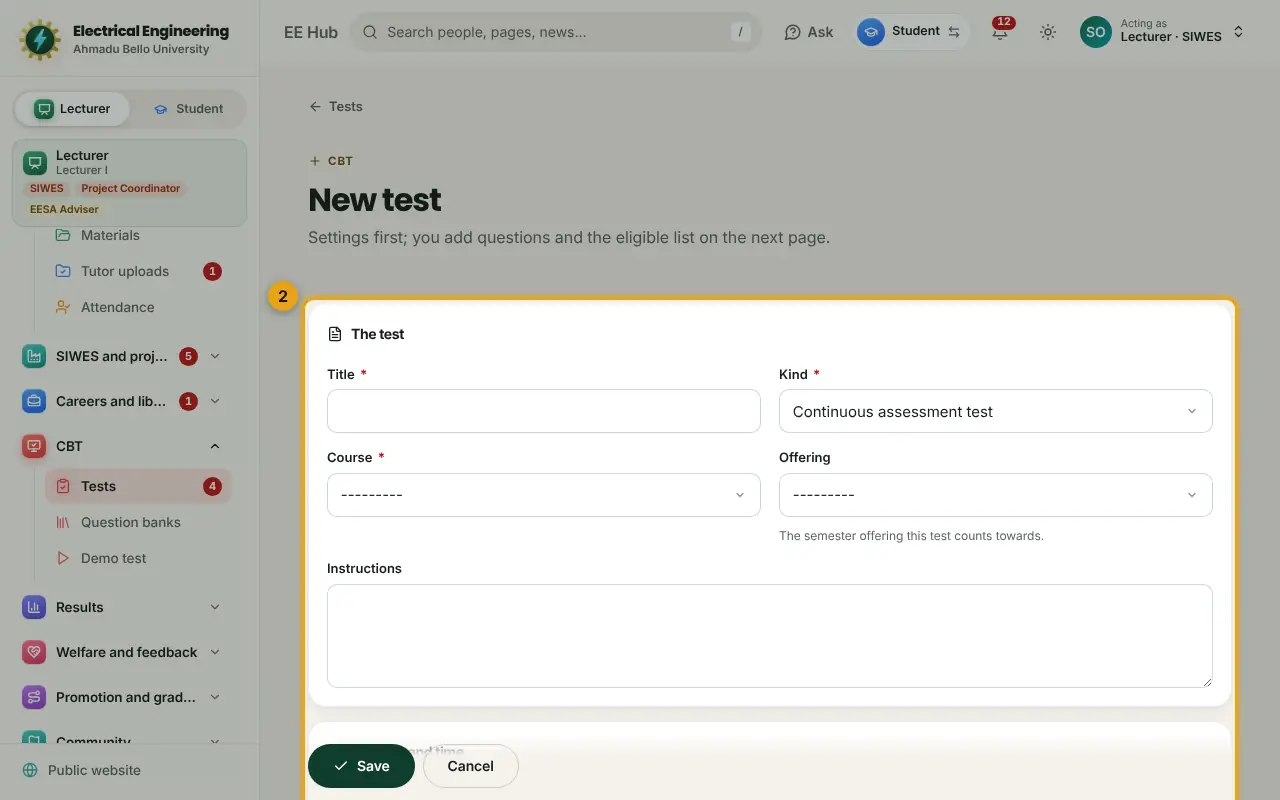 Electrical Engineering
Ahmadu Bello University
EE Hub
Search people, pages, news...
/
Ask
Student
12
SO
Acting as
Lecturer · SIWES
Lecturer
Student
Lecturer
Lecturer I
SIWES
Project Coordinator
EESA Adviser
Materials
Tutor uploads
1
Attendance
SIWES and proj...
5
Careers and lib...
1
CBT
Tests
4
Question banks
Demo test
Results
Welfare and feedback
Promotion and grad...
Community
Public website
Tests
CBT
New test
Settings first; you add questions and the eligible list on the next page.
2
The test
Title *
Kind *
Continuous assessment test
Course *
Offering
---------
---------
The semester offering this test counts towards.
Instructions
and time
Save
Cancel